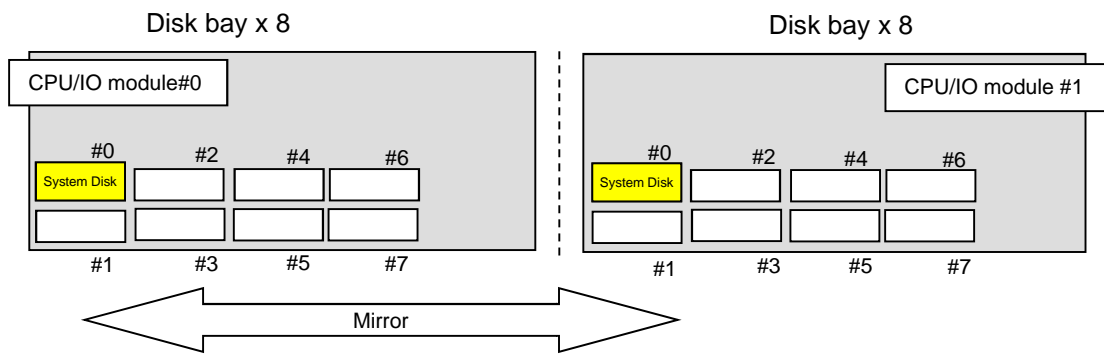 Disk bay x 8
Disk bay x 8
CPU/IO module#0
CPU/IO module #1
#0 #2 #4 #6
System Disk
#1 #3 #5 #7
#0 #2 #4 #6
System Disk
#1 #3 #5 #7
Mirror